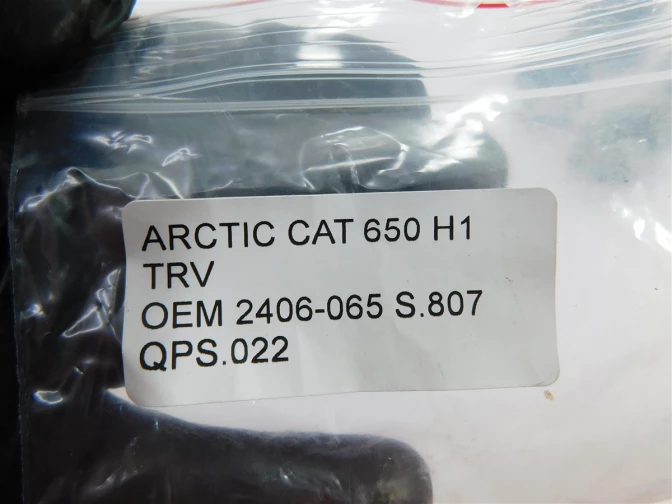 ARCTIC CAT 650 H1
TRV
OEM 2406-065 S.807
QPS.022